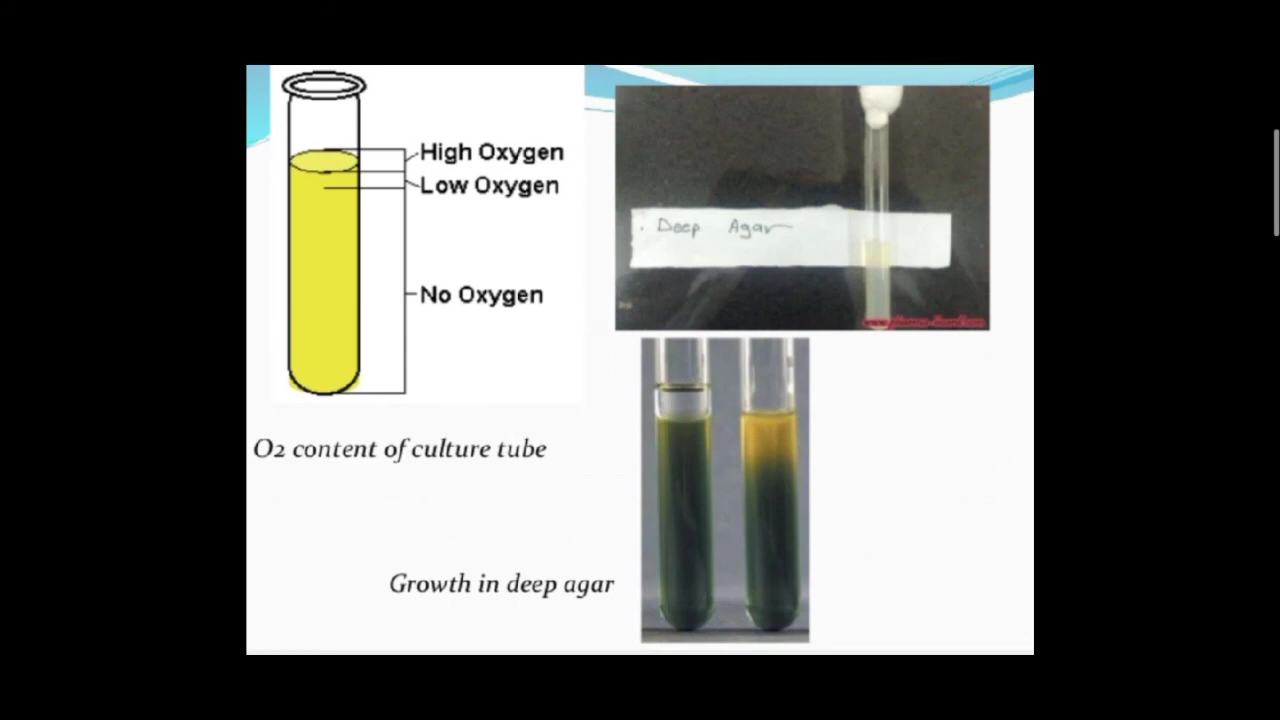 High Oxygen
Low Oxygen
No Oxygen
Deep Agar
O2 content of culture tube
Growth in deep agar